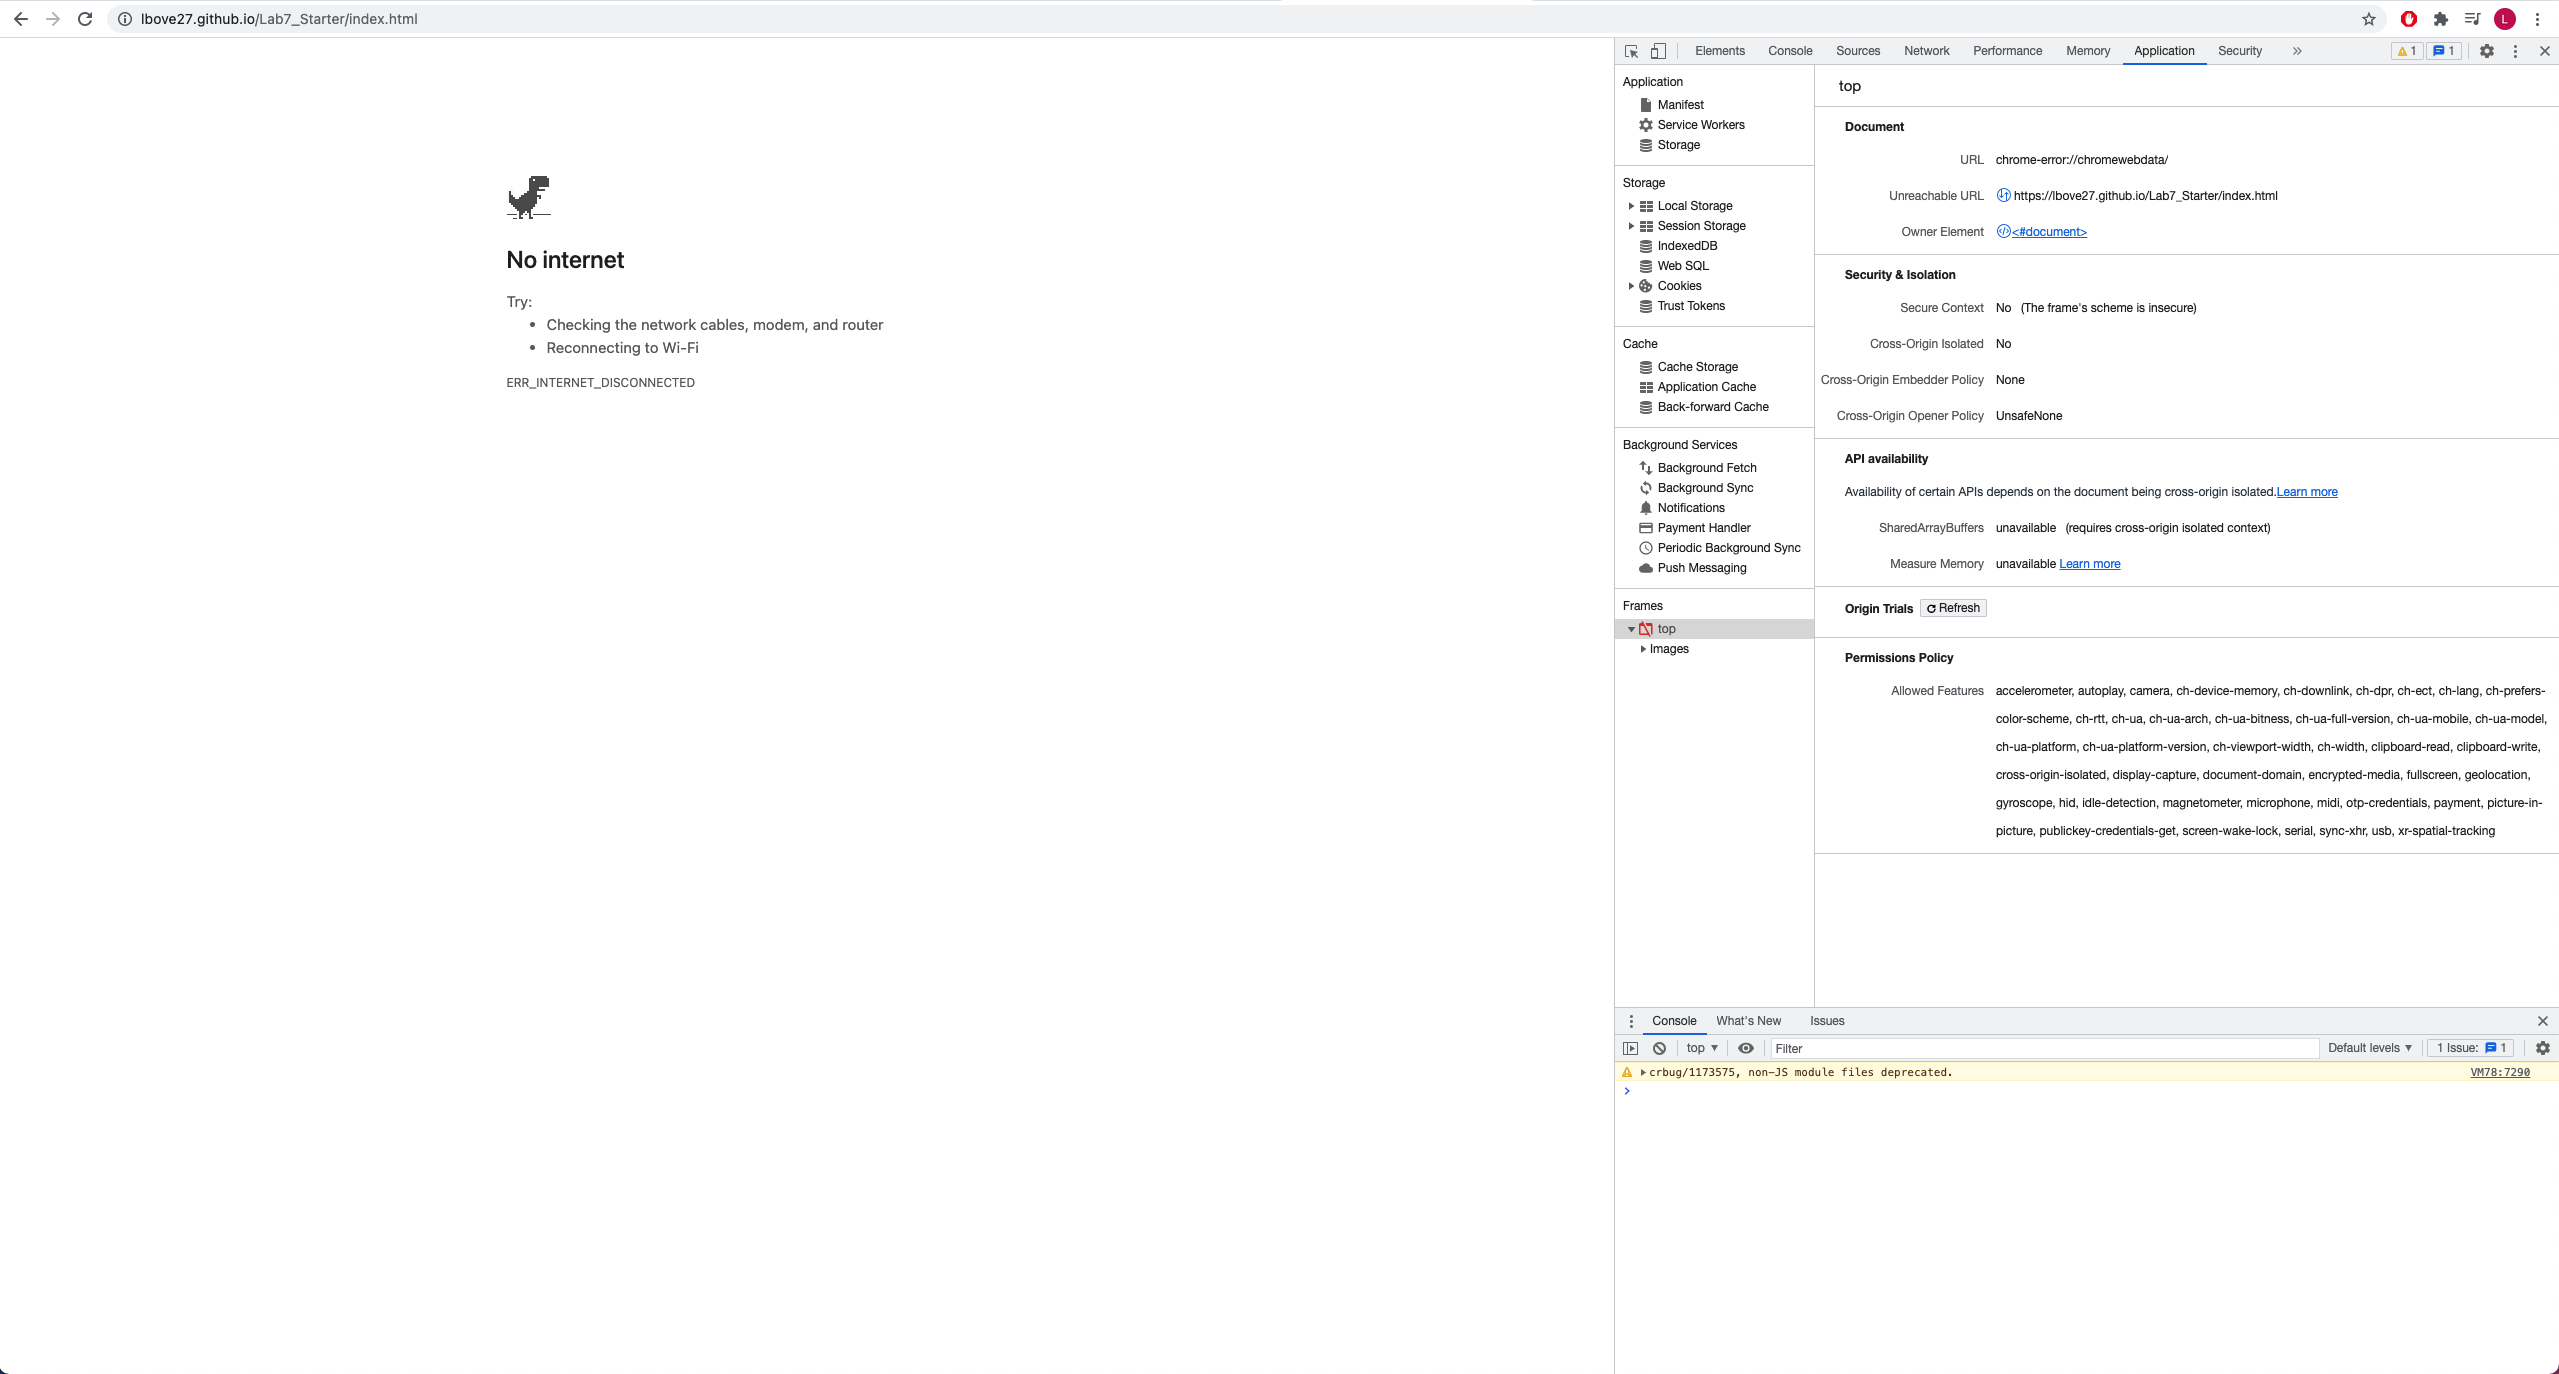 lbove27.github.io/Lab7_Starter/index.html
L
No internet
Try:
Checking the network cables, modem, and router
Reconnecting to Wi-Fi
ERR_INTERNET_DISCONNECTED
Elements Console Sources Network Performance Memory Application Security 1 1
Application
Manifest
Service Workers
Storage
Storage
Local Storage
Session Storage
IndexedDB
Web SQL
Cookies
Trust Tokens
Cache
Cache Storage
Application Cache
Back-forward Cache
Background Services
Background Fetch
Background Sync
Notifications
Payment Handler
Periodic Background Sync
Push Messaging
Frames
top
Images
top
Document
URL chrome-error://chromewebdata/
Unreachable URL https://lbove27.github.io/Lab7_Starter/index.html
Owner Element <#document>
Security & Isolation
Secure Context No (The frame's scheme is insecure)
Cross-Origin Isolated No
Cross-Origin Embedder Policy None
Cross-Origin Opener Policy UnsafeNone
API availability
Availability of certain APIs depends on the document being cross-origin isolated.Learn more
SharedArrayBuffers unavailable (requires cross-origin isolated context)
Measure Memory unavailable Learn more
Origin Trials Refresh
Permissions Policy
Allowed Features accelerometer, autoplay, camera, ch-device-memory, ch-downlink, ch-dpr, ch-ect, ch-lang, ch-prefers-
color-scheme, ch-rtt, ch-ua, ch-ua-arch, ch-ua-bitness, ch-ua-full-version, ch-ua-mobile, ch-ua-model,
ch-ua-platform, ch-ua-platform-version, ch-viewport-width, ch-width, clipboard-read, clipboard-write,
cross-origin-isolated, display-capture, document-domain, encrypted-media, fullscreen, geolocation,
gyroscope, hid, idle-detection, magnetometer, microphone, midi, otp-credentials, payment, picture-in-
picture, publickey-credentials-get, screen-wake-lock, serial, sync-xhr, usb, xr-spatial-tracking
Console What's New Issues
top Filter Default levels 1 Issue: 1
crbug/1173575, non-JS module files deprecated. VM78:7290